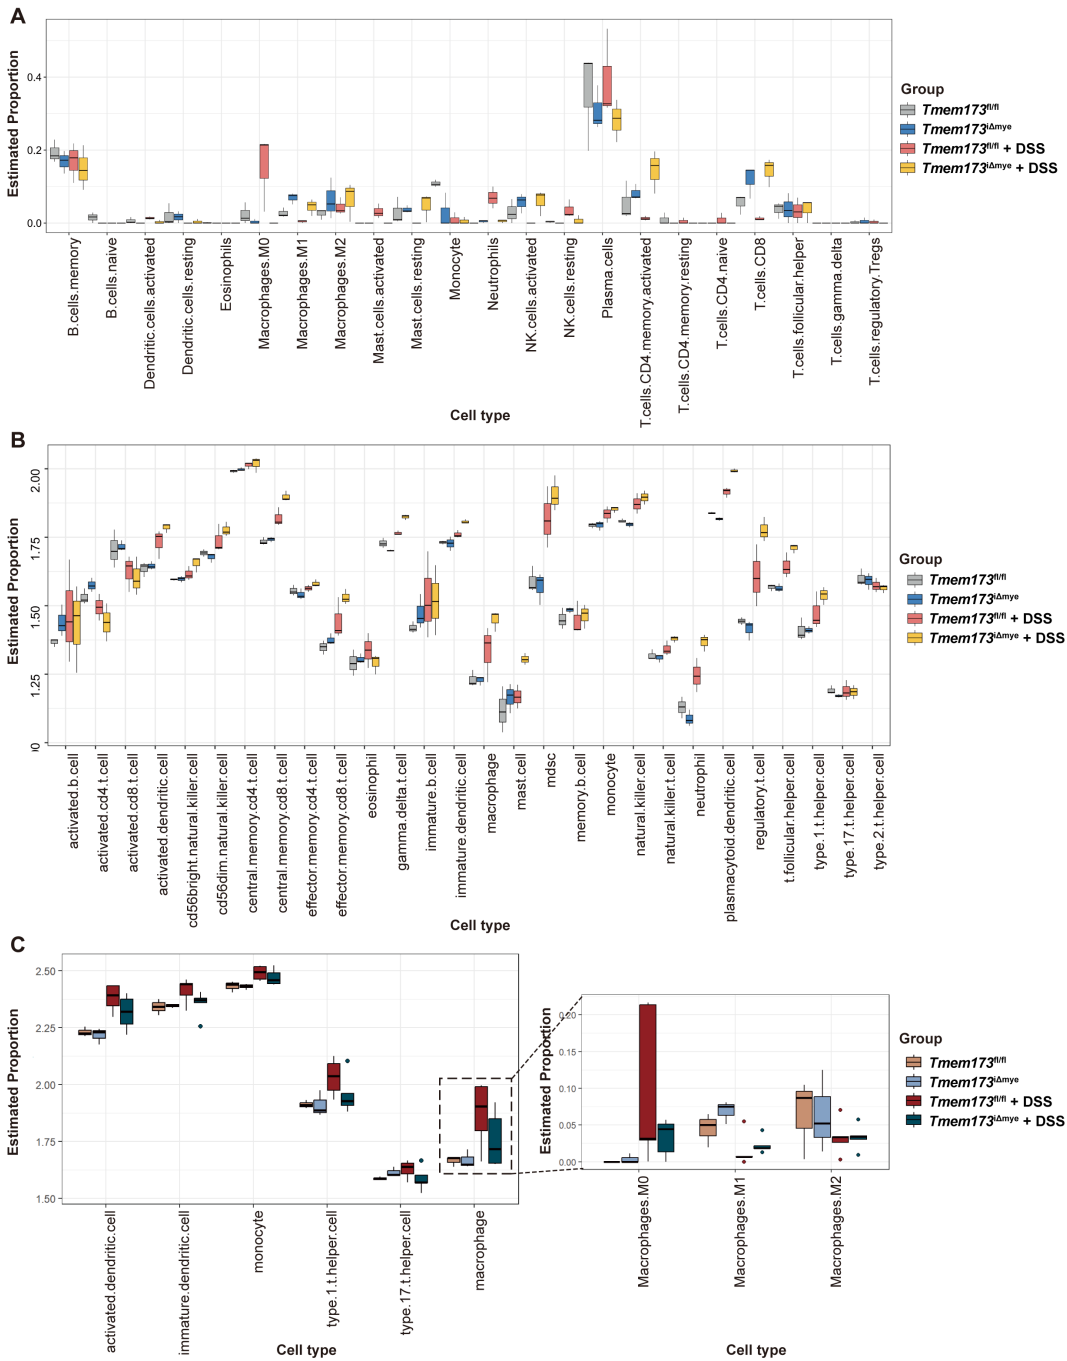 A
Estimated Proportion
0.4
0.2
0.0
B.cells.memory
B.cells.naive
Dendritic.cells.activated
Dendritic.cells.resting
Eosinophils
Macrophages.M0
Macrophages.M1
Macrophages.M2
Mast.cells.activated
Mast.cells.resting
Monocyte
Neutrophils
NK.cells.activated
NK.cells.resting
Plasma.cells
T.cells.CD4.memory.activated
T.cells.CD4.memory.resting
T.cells.CD4.naive
T.cells.CD8
T.cells.follicular.helper
T.cells.gamma.delta
T.cells.regulatory.Tregs
Cell type
Group
Tmem173fl/fl
Tmem173iΔmye
Tmem173fl/fl + DSS
Tmem173iΔmye + DSS
B
Estimated Proportion
2.00
1.75
1.50
1.25
activated.b.cell
activated.cd4.t.cell
activated.cd8.t.cell
activated.dendritic.cell
cd56bright.natural.killer.cell
cd56dim.natural.killer.cell
central.memory.cd4.t.cell
central.memory.cd8.t.cell
effector.memory.cd4.t.cell
effector.memory.cd8.t.cell
eosinophil
gamma.delta.t.cell
immature.b.cell
immature.dendritic.cell
macrophage
mast.cell
mdsc
memory.b.cell
monocyte
natural.killer.cell
natural.killer.t.cell
neutrophil
plasmacytoid.dendritic.cell
regulatory.t.cell
t.follicular.helper.cell
type.1.t.helper.cell
type.17.t.helper.cell
type.2.t.helper.cell
Cell type
Group
Tmem173fl/fl
Tmem173iΔmye
Tmem173fl/fl + DSS
Tmem173iΔmye + DSS
C
Estimated Proportion
2.50
2.25
2.00
1.75
1.50
activated.dendritic.cell
immature.dendritic.cell
monocyte
type.1.t.helper.cell
type.17.t.helper.cell
macrophage
Cell type
Estimated Proportion
0.20
0.15
0.10
0.05
0.00
Macrophages.M0
Macrophages.M1
Macrophages.M2
Cell type
Group
Tmem173fl/fl
Tmem173iΔmye
Tmem173fl/fl + DSS
Tmem173iΔmye + DSS